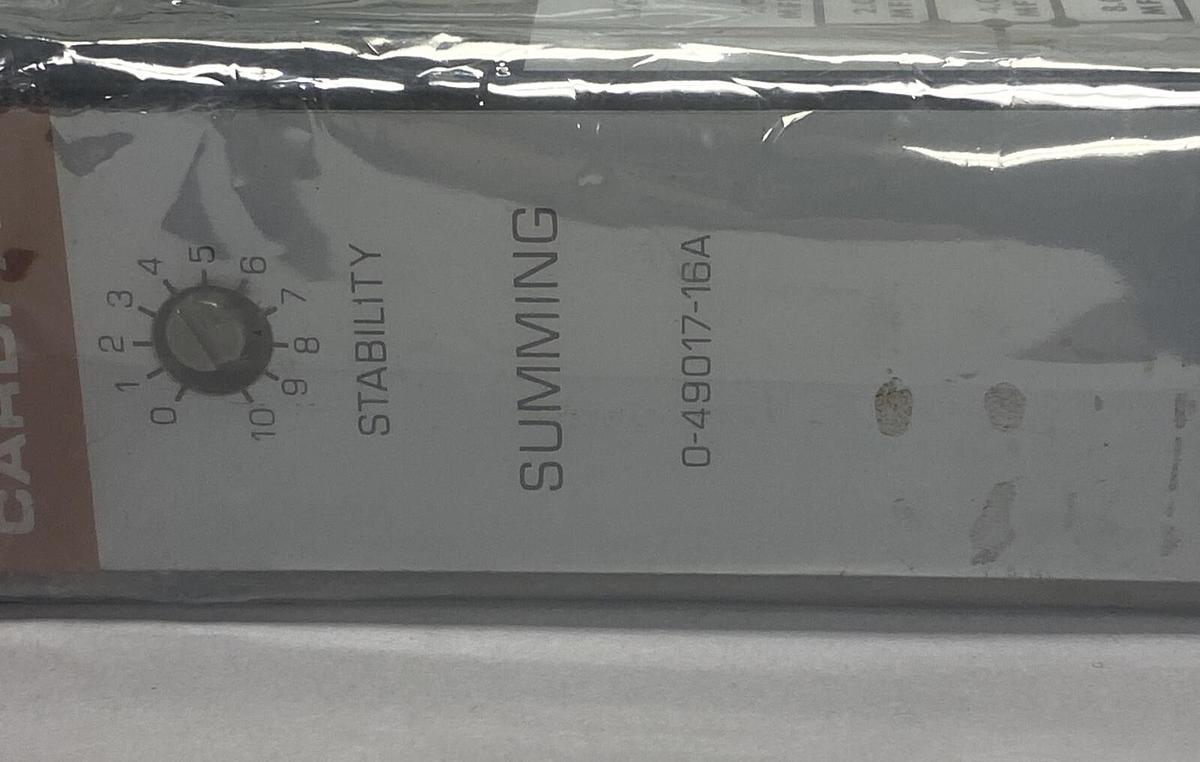 0 1 2 3 4 5 6 7 8 9 10
STABILITY
SUMMING
0-49017-16A